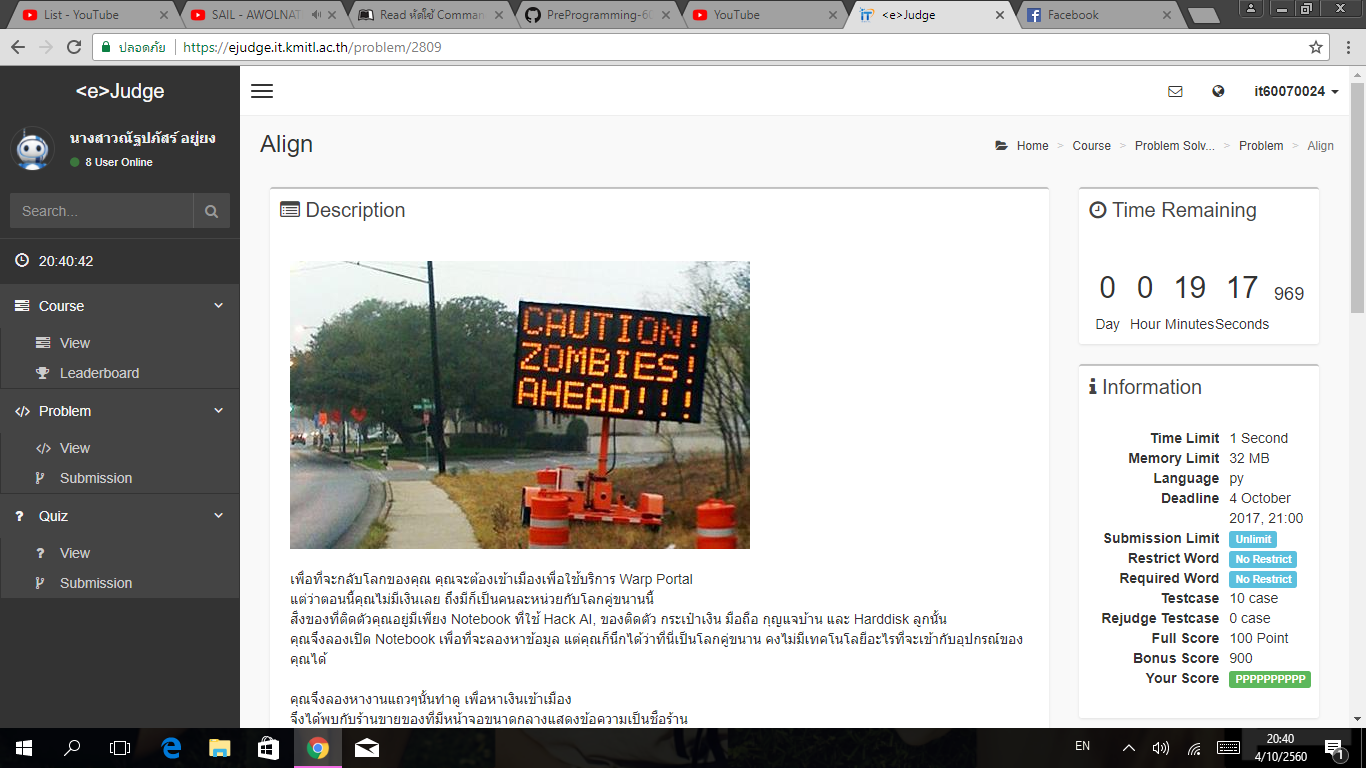 List - YouTube
SAIL - AWOLNAT
Read หัดใช้ Comman
PreProgramming-60
YouTube
<e>Judge
Facebook
ปลอดภัย
https://ejudge.it.kmitl.ac.th/problem/2809
<e>Judge
it60070024
นางสาวณัฐปภัสร์ อยู่ยง
8 User Online
Search...
20:40:42
Course
View
Leaderboard
Problem
View
Submission
Quiz
View
Submission
Align
Home > Course > Problem Solv... > Problem > Align
Description
CAUTION!
ZOMBIES!
AHEAD!!!
เพื่อที่จะกลับโลกของคุณ คุณจะต้องเข้าเมืองเพื่อใช้บริการ Warp Portal
แต่ว่าตอนนี้คุณไม่มีเงินเลย ถึงมีก็เป็นคนละหน่วยกับโลกคู่ขนานนี้
สิ่งของที่ติดตัวคุณอยู่มีเพียง Notebook ที่ใช้ Hack AI, ของติดตัว กระเป๋าเงิน มือถือ กุญแจบ้าน และ Harddisk ลูกนั้น
คุณจึงลองเปิด Notebook เพื่อที่จะลองหาข้อมูล แต่คุณก็นึกได้ว่าที่นี่เป็นโลกคู่ขนาน คงไม่มีเทคโนโลยีอะไรที่จะเข้ากับอุปกรณ์ของ
คุณได้
คุณจึงลองหางานแถวๆนั้นทำดู เพื่อหาเงินเข้าเมือง
จึงได้พบกับร้านขายของที่มีหน้าจอขนาดกลางแสดงข้อความเป็นชื่อร้าน
Time Remaining
0 0 19 17 969
Day Hour Minutes Seconds
Information
Time Limit 1 Second
Memory Limit 32 MB
Language py
Deadline 4 October
2017, 21:00
Submission Limit Unlimit
Restrict Word No Restrict
Required Word No Restrict
Testcase 10 case
Rejudge Testcase 0 case
Full Score 100 Point
Bonus Score 900
Your Score PPPPPPPPPP
EN
20:40
4/10/2560
1